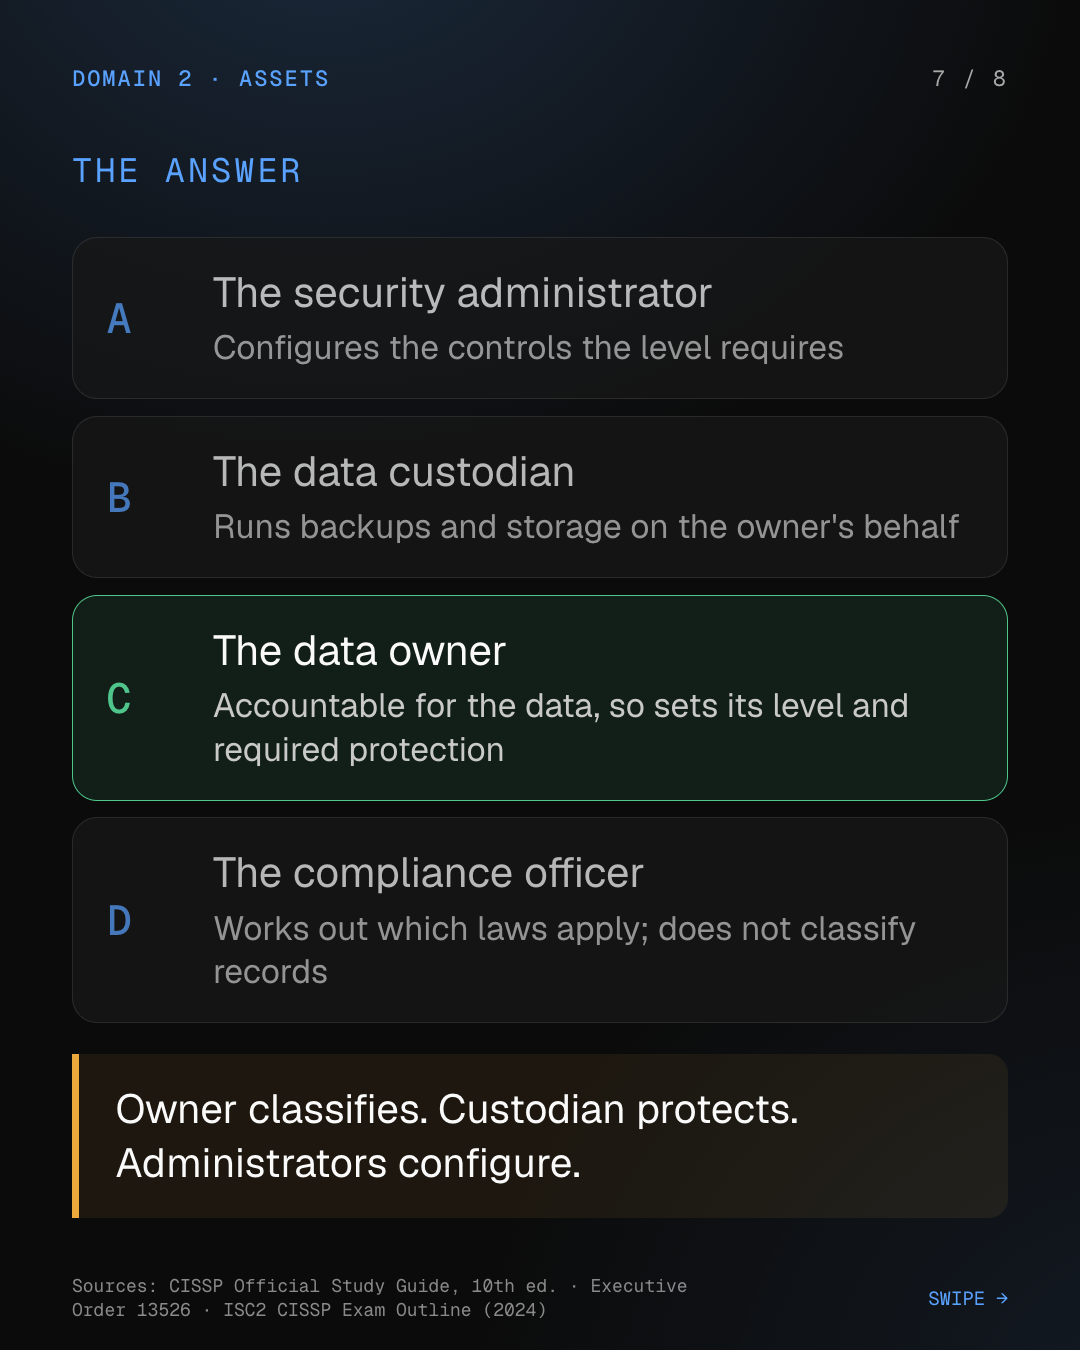 DOMAIN 2 · ASSETS
7 / 8
THE ANSWER
A
The security administrator
Configures the controls the level requires
B
The data custodian
Runs backups and storage on the owner's behalf
C
The data owner
Accountable for the data, so sets its level and
required protection
D
The compliance officer
Works out which laws apply; does not classify
records
Owner classifies. Custodian protects.
Administrators configure.
Sources: CISSP Official Study Guide, 10th ed. · Executive
Order 13526 · ISC2 CISSP Exam Outline (2024)
SWIPE →